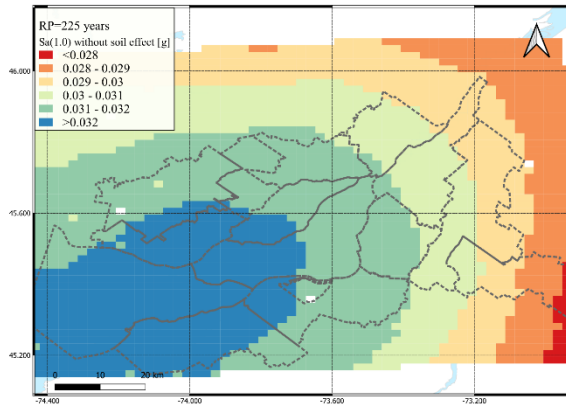 RP=225 years
Sa(1.0) without soil effect [g]
<0.028
0.028 - 0.029
0.029 - 0.03
0.03 - 0.031
0.031 - 0.032
>0.032
46.000
45.600
45.200
0 10 20 km
-74.400 -74.000 -73.600 -73.200